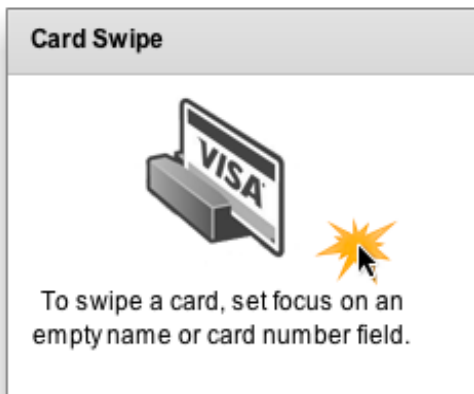 Card Swipe
VISA
To swipe a card, set focus on an
empty name or card number field.